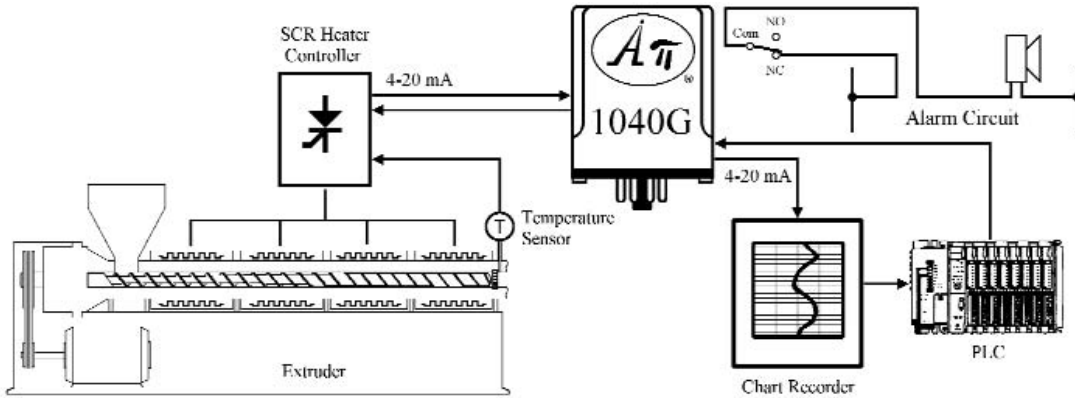 SCR Heater
Controller
4-20 mA
Aπ
®
1040G
NO
Com
NC
Alarm Circuit
4-20 mA
T
Temperature
Sensor
Extruder
Chart Recorder
PLC